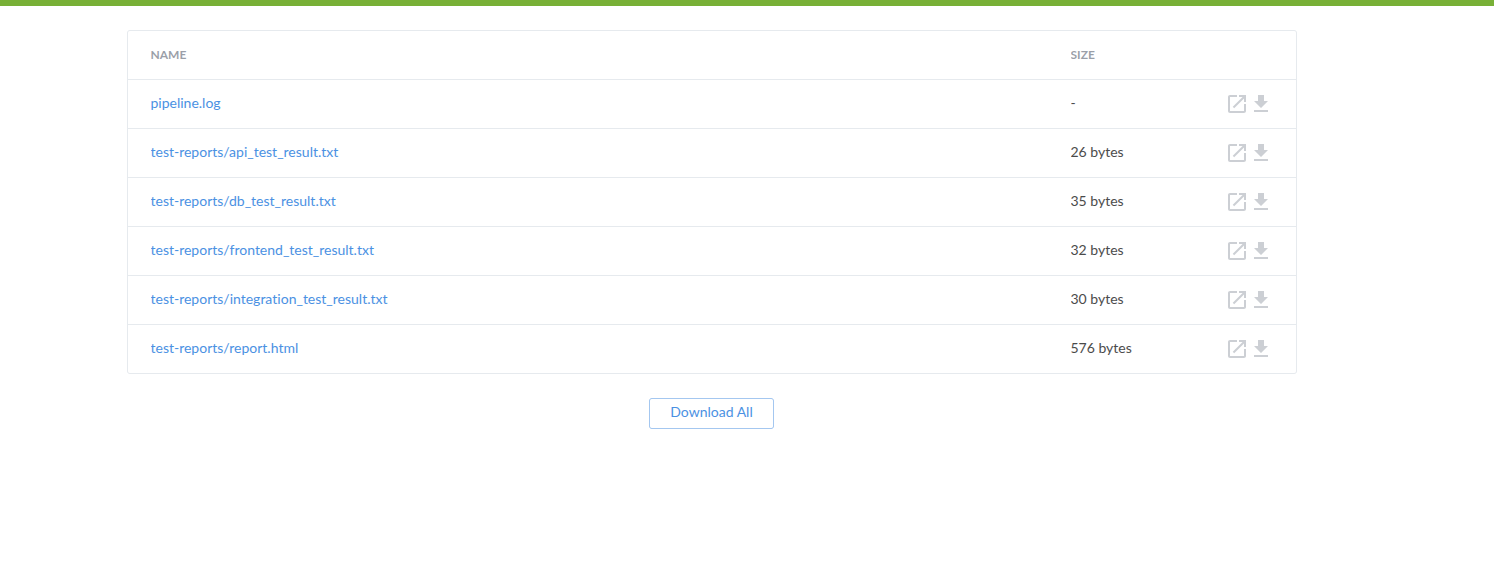 NAME SIZE
pipeline.log -
test-reports/api_test_result.txt 26 bytes
test-reports/db_test_result.txt 35 bytes
test-reports/frontend_test_result.txt 32 bytes
test-reports/integration_test_result.txt 30 bytes
test-reports/report.html 576 bytes
Download All